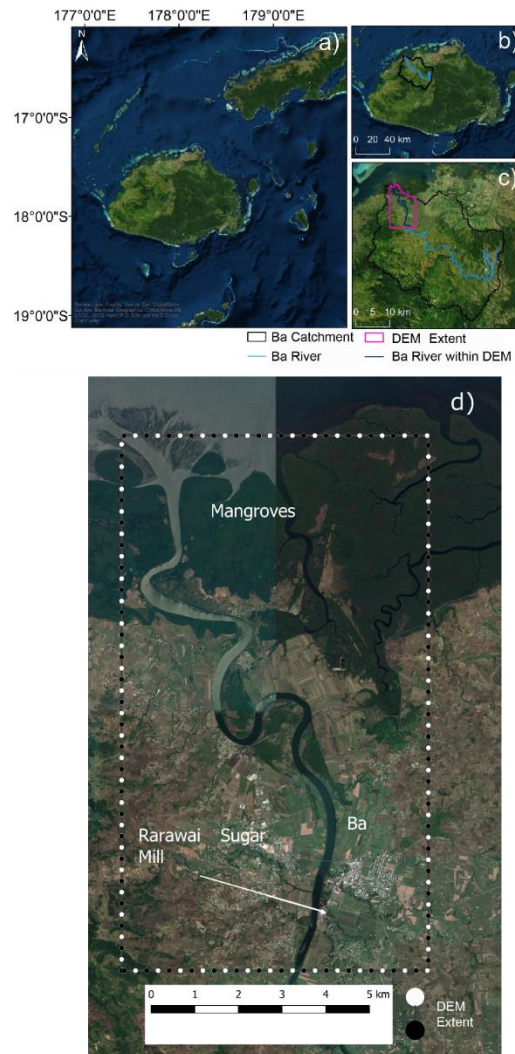 177°0'0"E 178°0'0"E 179°0'0"E
N
a)
b)
17°0'0"S
0 20 40 km
c)
18°0'0"S
0 5 10 km
19°0'0"S
Ba Catchment DEM Extent
Ba River Ba River within DEM
d)
Mangroves
Rarawai Sugar Ba
Mill
0 1 2 3 4 5 km
DEM
Extent